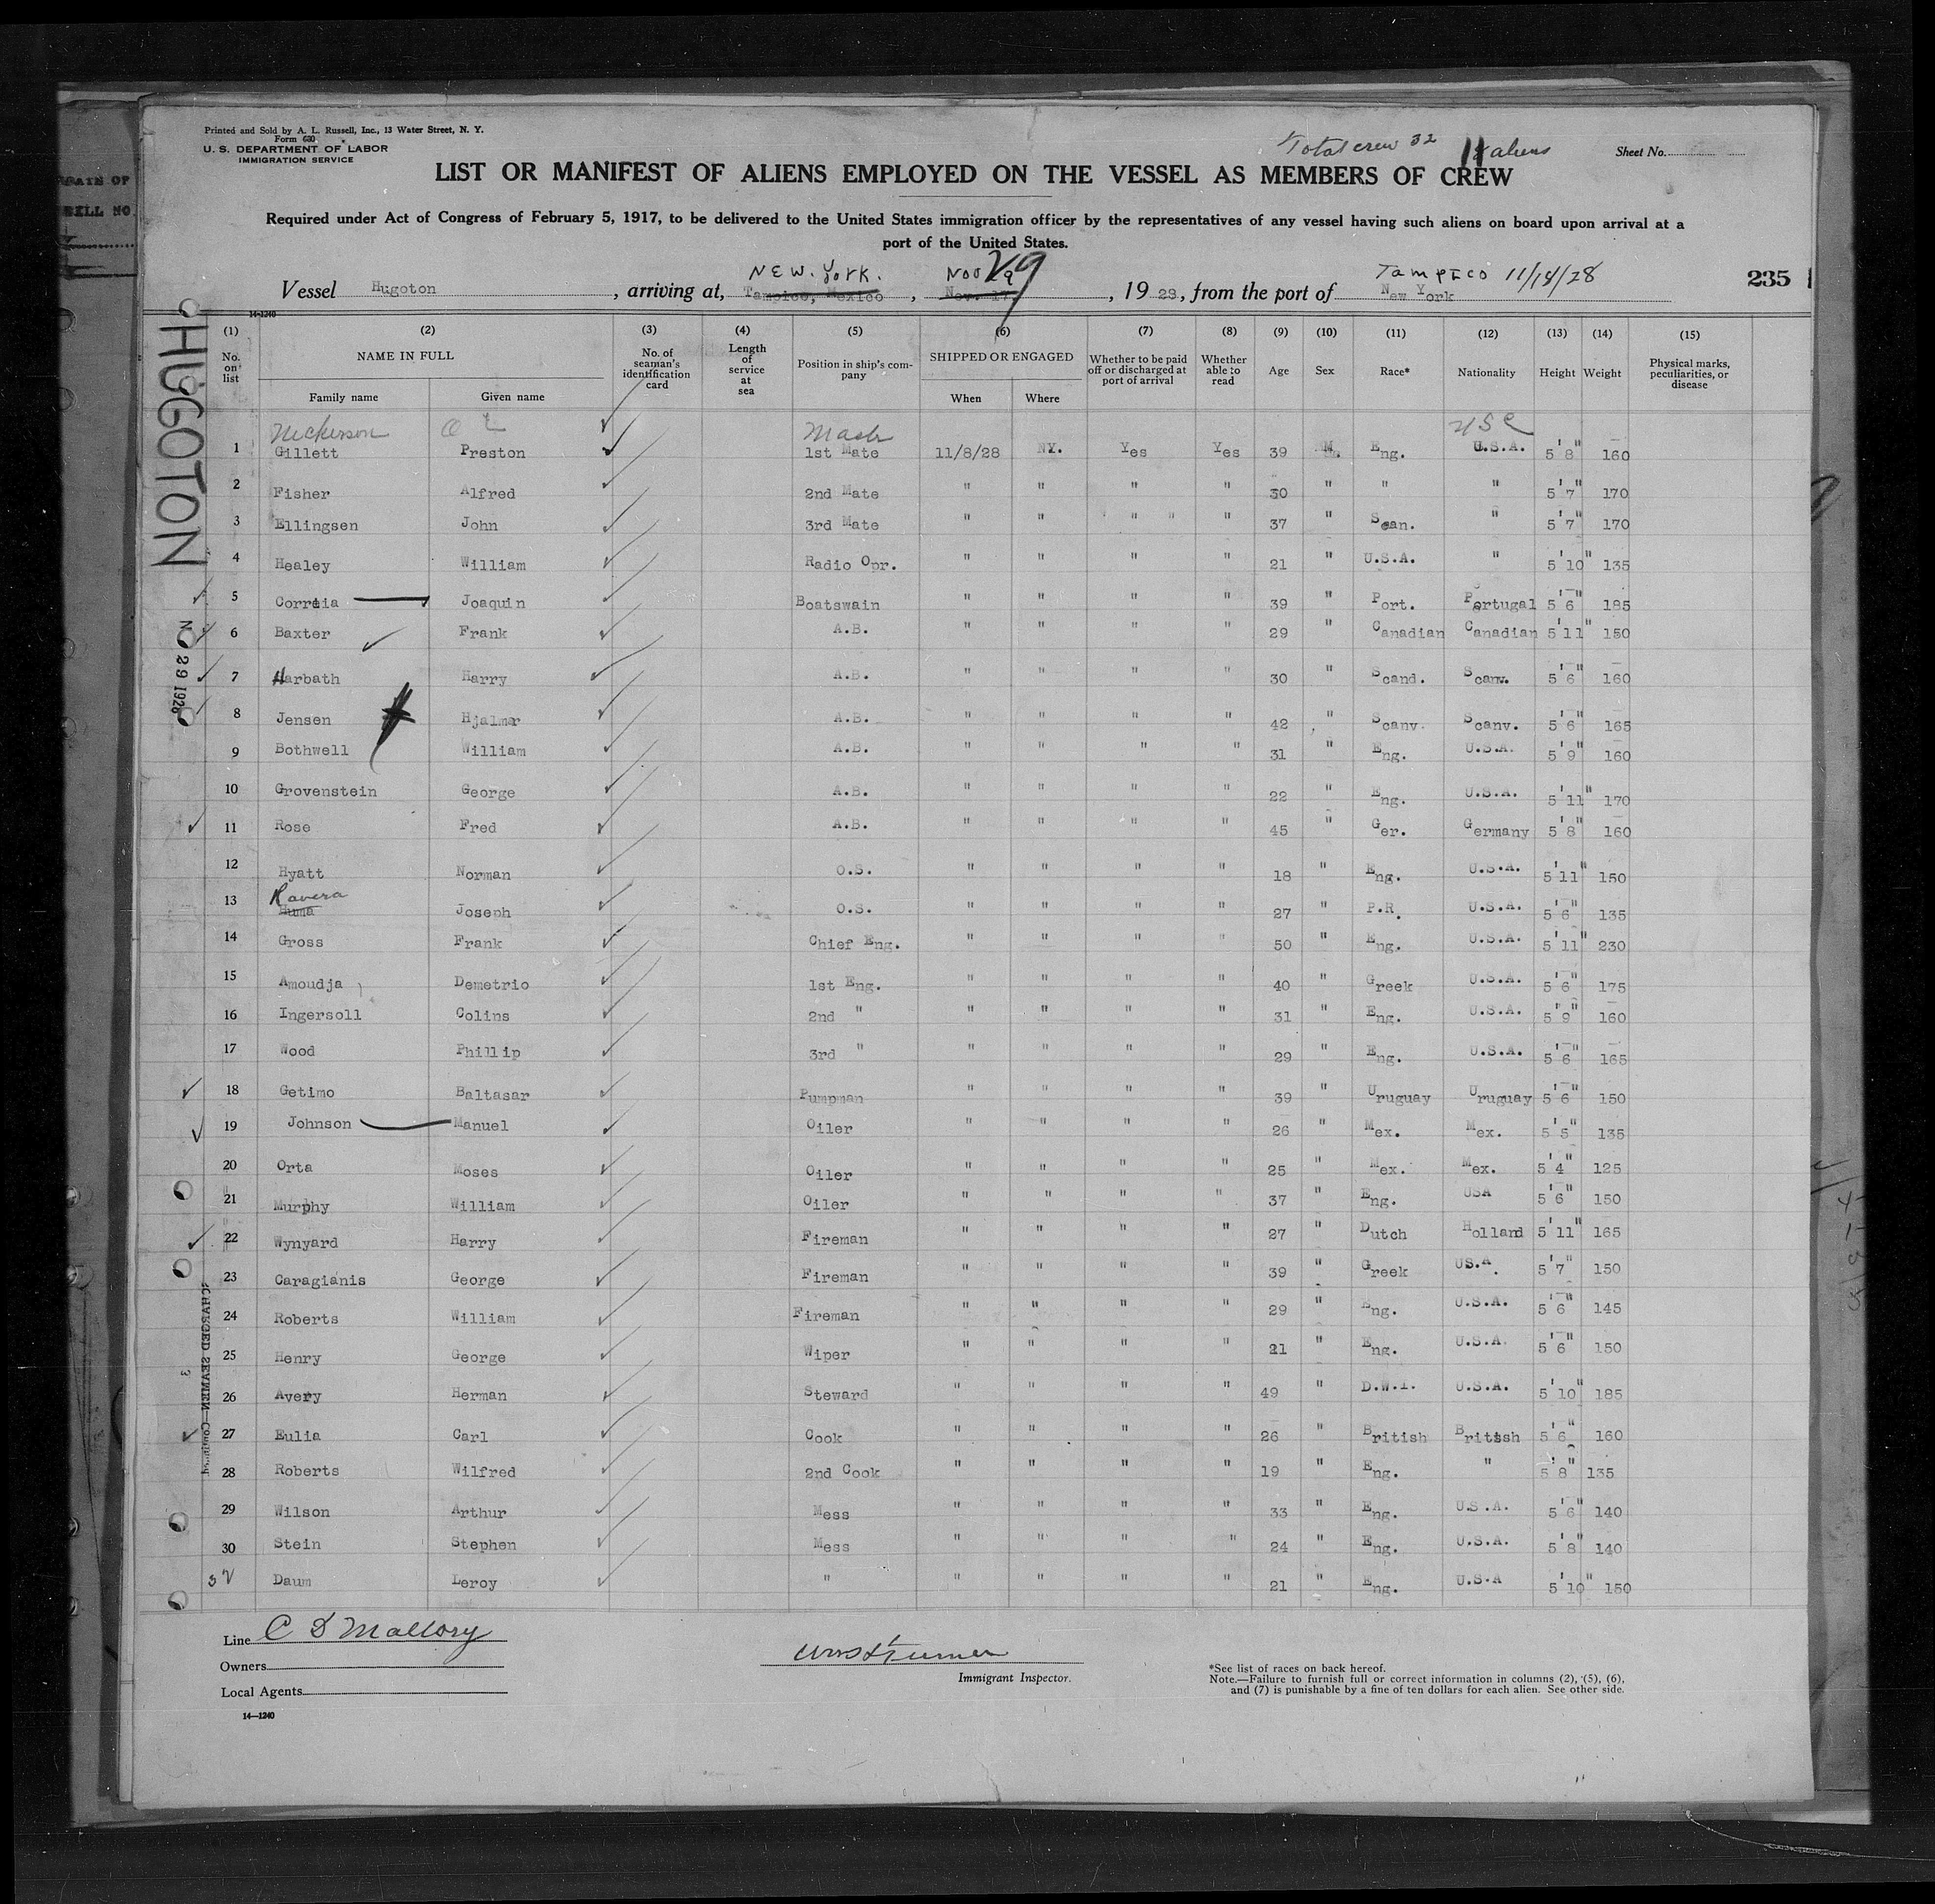 Printed and Sold by A. L. Russell, Inc., 13 Water Street, N. Y.
Form 630
U. S. DEPARTMENT OF LABOR
IMMIGRATION SERVICE
Total crew 32 11 aliens
Sheet No.
LIST OR MANIFEST OF ALIENS EMPLOYED ON THE VESSEL AS MEMBERS OF CREW
Required under Act of Congress of February 5, 1917, to be delivered to the United States immigration officer by the representatives of any vessel having such aliens on board upon arrival at a
port of the United States.
NEW. York. Nov 29 Tampico 11/18/28
Vessel Hugoton, arriving at, Tampico, Mexico, Nov. 17, 1928, from the port of New York
235
HUGOTON
14-1240
(1) (2) (3) (4) (5) (6) (7) (8) (9) (10) (11) (12) (13) (14) (15)
No. on list NAME IN FULL Family name Given name No. of seaman's identification card Length of service at sea Position in ship's company SHIPPED OR ENGAGED When Where Whether to be paid off or discharged at port of arrival Whether able to read Age Sex Race* Nationality Height Weight Physical marks, peculiarities, or disease
Nickerson Mastr USC
1 Gillett Preston 1st Mate 11/8/28 NY. Yes Yes 39 M. Eng. U.S.A. 5'8" 160
2 Fisher Alfred 2nd Mate " " " " 30 " " " 5'7" 170
3 Ellingsen John 3rd Mate " " " " " 37 " Scan. " 5'7" 170
4 Healey William Radio Opr. " " " " 21 " U.S.A. " 5'10" 135
5 Correia Joaquin Boatswain " " " " 39 " Port. Portugal 5'6" 185
6 Baxter Frank A.B. " " " " 29 " Canadian Canadian 5'11" 150
7 Harbath Harry A.B. " " " " 30 " Scand. Scanv. 5'6" 160
8 Jensen Hjalmar A.B. " " " " 42 " Scanv. Scanv. 5'6" 165
9 Bothwell William A.B. " " " " 31 " Eng. U.S.A. 5'9" 160
10 Grovenstein George A.B. " " " " 22 " Eng. U.S.A. 5'11" 170
11 Rose Fred A.B. " " " " 45 " Ger. Germany 5'8" 160
12 Hyatt Norman O.S. " " " " 18 " Eng. U.S.A. 5'11" 150
Ravera
13 Huma Joseph O.S. " " " " 27 " P.R. U.S.A. 5'6" 135
14 Gross Frank Chief Eng. " " " " 50 " Eng. U.S.A. 5'11" 230
15 Amoudja Demetrio 1st Eng. " " " " 40 " Greek U.S.A. 5'6" 175
16 Ingersoll Colins 2nd " " " " " 31 " Eng. U.S.A. 5'9" 160
17 Wood Phillip 3rd " " " " " 29 " Eng. U.S.A. 5'6" 165
18 Getimo Baltasar Pumpman " " " " 39 " Uruguay Uruguay 5'6" 150
19 Johnson Manuel Oiler " " " " 26 " Mex. Mex. 5'5" 135
20 Orta Moses Oiler " " " " 25 " Mex. Mex. 5'4" 125
21 Murphy William Oiler " " " " 37 " Eng. USA 5'6" 150
22 Wynyard Harry Fireman " " " " 27 " Dutch Holland 5'11" 165
23 Caragianis George Fireman " " " " 39 " Greek US.A. 5'7" 150
24 Roberts William Fireman " " " " 29 " Eng. U.S.A. 5'6" 145
25 Henry George Wiper " " " " 21 " Eng. U.S.A. 5'6" 150
26 Avery Herman Steward " " " " 49 " D.W.I. U.S.A. 5'10" 185
27 Eulia Carl Cook " " " " 26 " British British 5'6" 160
28 Roberts Wilfred 2nd Cook " " " " 19 " Eng. " 5'8" 135
29 Wilson Arthur Mess " " " " 33 " Eng. U.S.A. 5'6" 140
30 Stein Stephen Mess " " " " 24 " Eng. U.S.A. 5'8" 140
Daum Leroy " " " " " 21 " Eng. U.S.A 5'10" 150
Line C D Mallory
Owners
Local Agents
14—1240
Immigrant Inspector.
*See list of races on back hereof.
Note.—Failure to furnish full or correct information in columns (2), (5), (6),
and (7) is punishable by a fine of ten dollars for each alien. See other side.